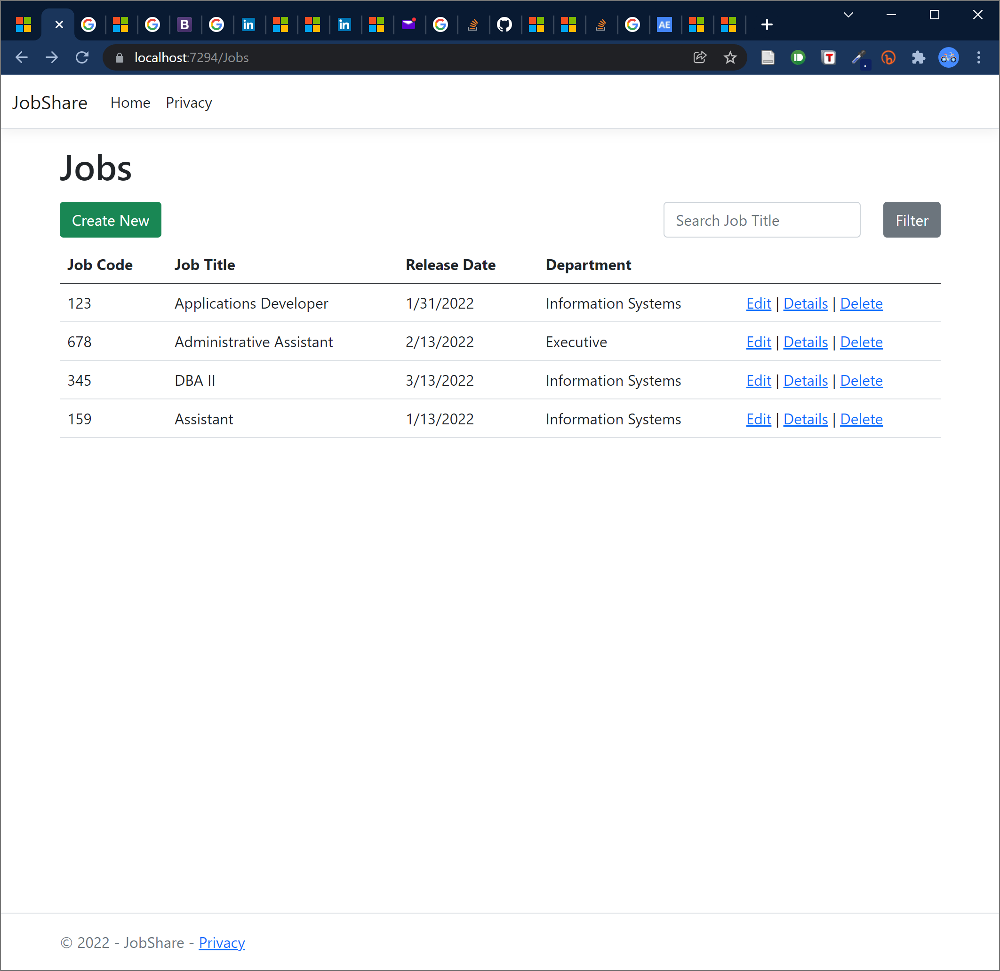 B in in AE
localhost:7294/Jobs
JobShare Home Privacy
Jobs
Create New Search Job Title Filter
Job Code Job Title Release Date Department
123 Applications Developer 1/31/2022 Information Systems Edit | Details | Delete
678 Administrative Assistant 2/13/2022 Executive Edit | Details | Delete
345 DBA II 3/13/2022 Information Systems Edit | Details | Delete
159 Assistant 1/13/2022 Information Systems Edit | Details | Delete
© 2022 - JobShare - Privacy